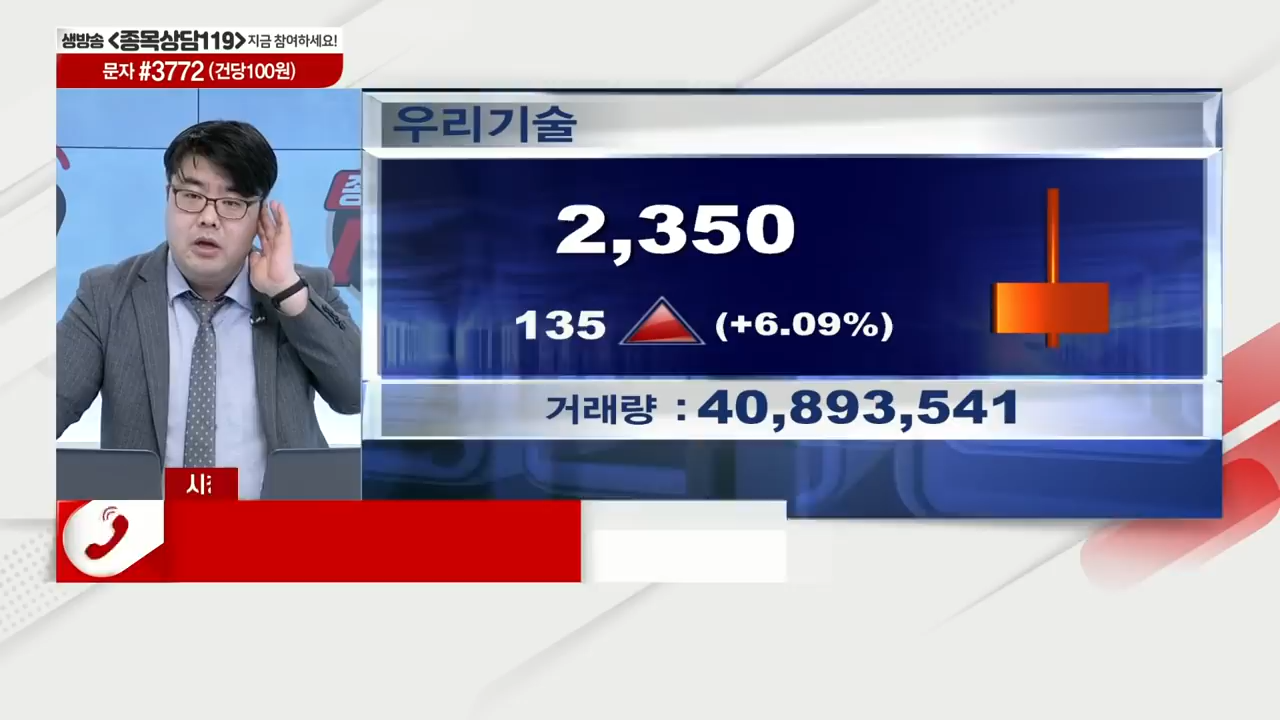 생방송 <종목상담119> 지금 참여하세요!
문자 #3772 (건당100원)
우리기술
2,350
135 ▲ (+6.09%)
거래량 : 40,893,541
종
시